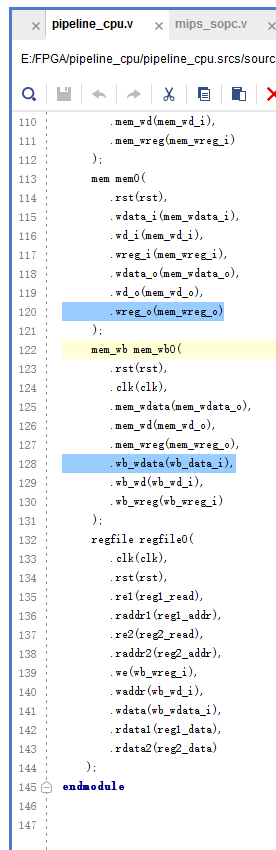 pipeline_cpu.v mips_sopc.v
E:/FPGA/pipeline_cpu/pipeline_cpu.srcs/sourc
110 .mem_wd(mem_wd_i),
111 .mem_wreg(mem_wreg_i)
112 );
113 mem mem0(
114 .rst(rst),
115 .wdata_i(mem_wdata_i),
116 .wd_i(mem_wd_i),
117 .wreg_i(mem_wreg_i),
118 .wdata_o(mem_wdata_o),
119 .wd_o(mem_wd_o),
120 .wreg_o(mem_wreg_o)
121 );
122 mem_wb mem_wb0(
123 .rst(rst),
124 .clk(clk),
125 .mem_wdata(mem_wdata_o),
126 .mem_wd(mem_wd_o),
127 .mem_wreg(mem_wreg_o),
128 .wb_wdata(wb_data_i),
129 .wb_wd(wb_wd_i),
130 .wb_wreg(wb_wreg_i)
131 );
132 regfile regfile0(
133 .clk(clk),
134 .rst(rst),
135 .re1(reg1_read),
136 .raddr1(reg1_addr),
137 .re2(reg2_read),
138 .raddr2(reg2_addr),
139 .we(wb_wreg_i),
140 .waddr(wb_wd_i),
141 .wdata(wb_wdata_i),
142 .rdata1(reg1_data),
143 .rdata2(reg2_data)
144 );
145 endmodule
146
147